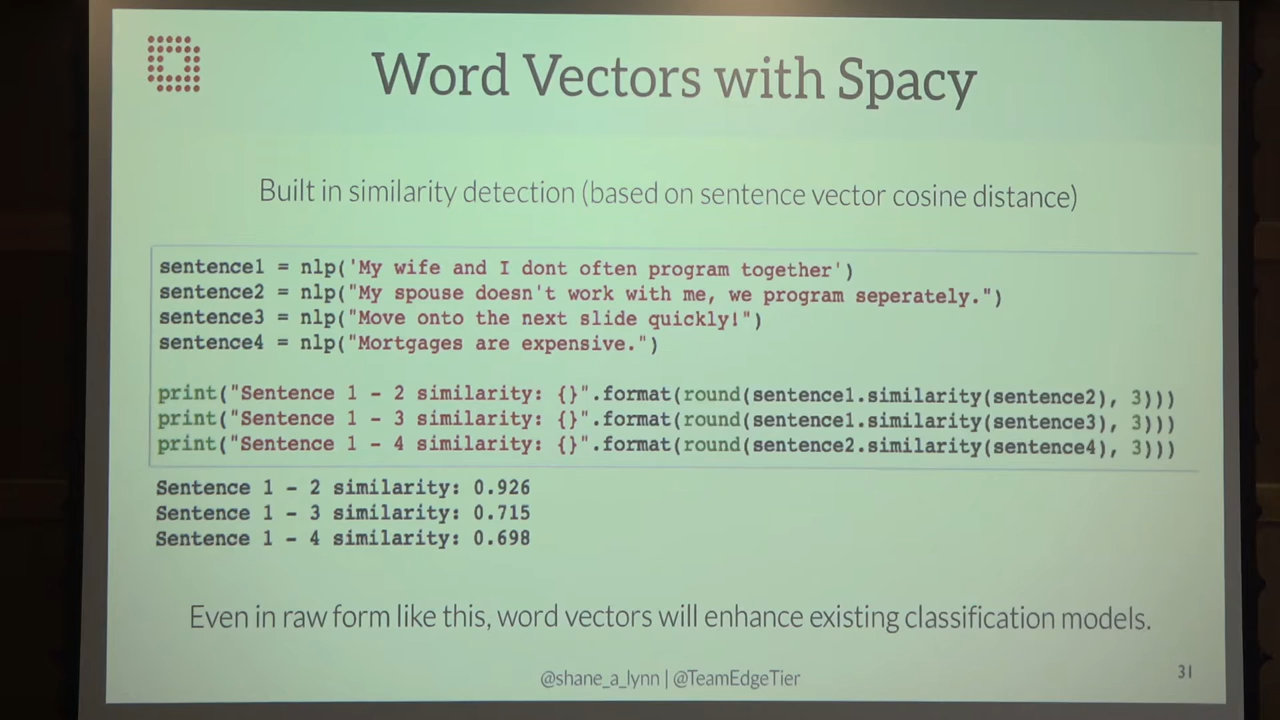 Word Vectors with Spacy
Built in similarity detection (based on sentence vector cosine distance)
sentence1 = nlp('My wife and I dont often program together')
sentence2 = nlp("My spouse doesn't work with me, we program seperately.")
sentence3 = nlp("Move onto the next slide quickly!")
sentence4 = nlp("Mortgages are expensive.")
print("Sentence 1 - 2 similarity: {}".format(round(sentence1.similarity(sentence2), 3)))
print("Sentence 1 - 3 similarity: {}".format(round(sentence1.similarity(sentence3), 3)))
print("Sentence 1 - 4 similarity: {}".format(round(sentence2.similarity(sentence4), 3)))
Sentence 1 - 2 similarity: 0.926
Sentence 1 - 3 similarity: 0.715
Sentence 1 - 4 similarity: 0.698
Even in raw form like this, word vectors will enhance existing classification models.
@shane_a_lynn | @TeamEdgeTier
31